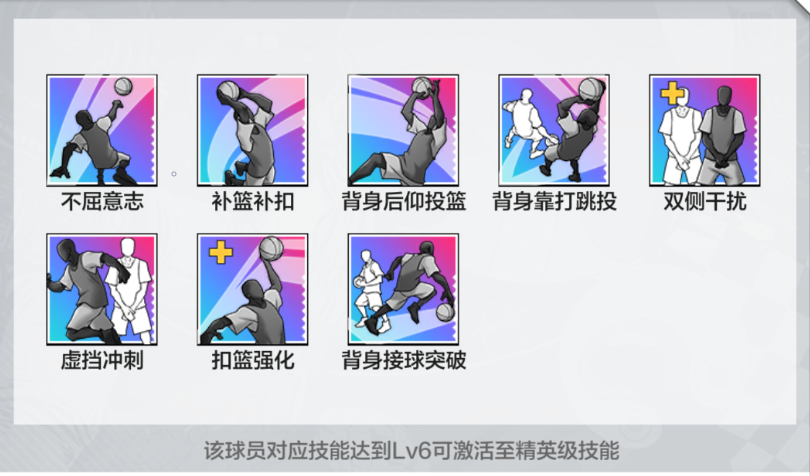 不屈意志
补篮补扣
背身后仰投篮
背身靠打跳投
双侧干扰
虚挡冲刺
扣篮强化
背身接球突破
该球员对应技能达到Lv6可激活至精英级技能